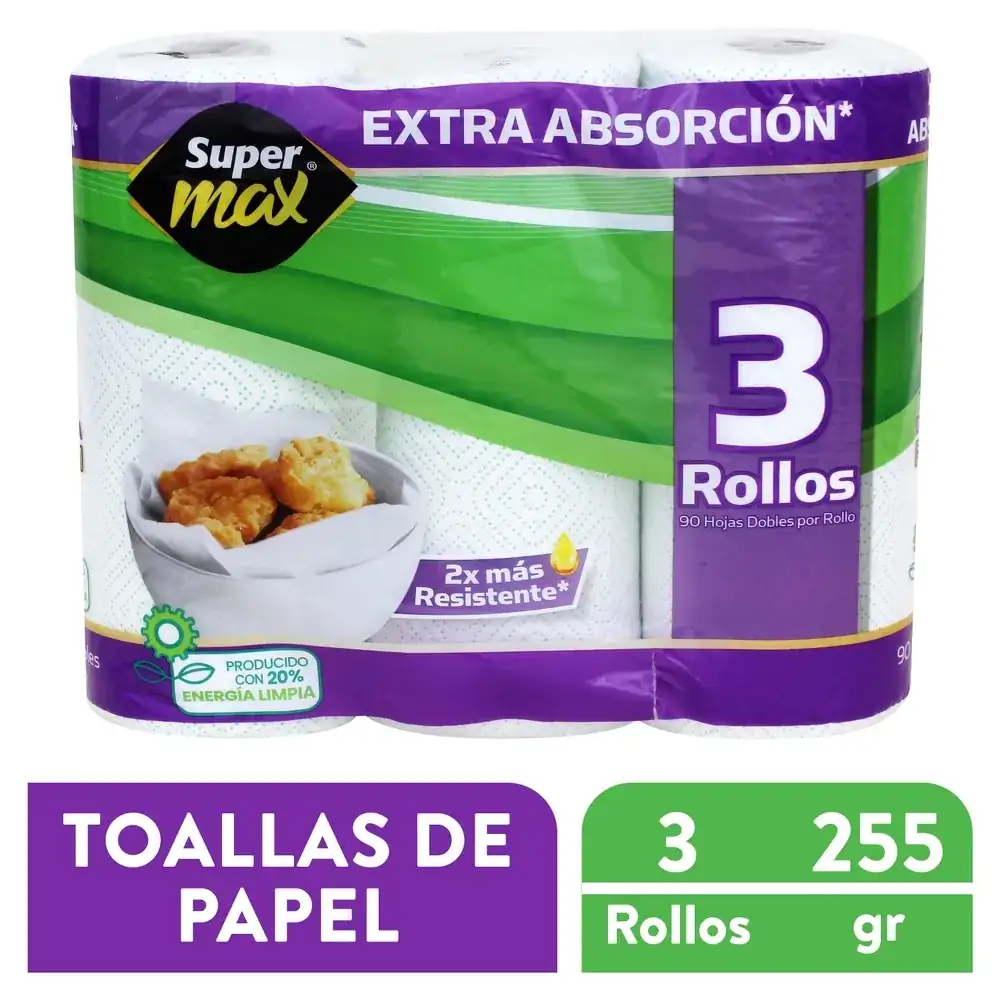 EXTRA ABSORCIÓN*
Super®
max
3
Rollos
90 Hojas Dobles por Rollo
2x más
Resistente*
PRODUCIDO
CON 20%
ENERGÍA LIMPIA
90
TOALLAS DE
PAPEL
3 255
Rollos gr